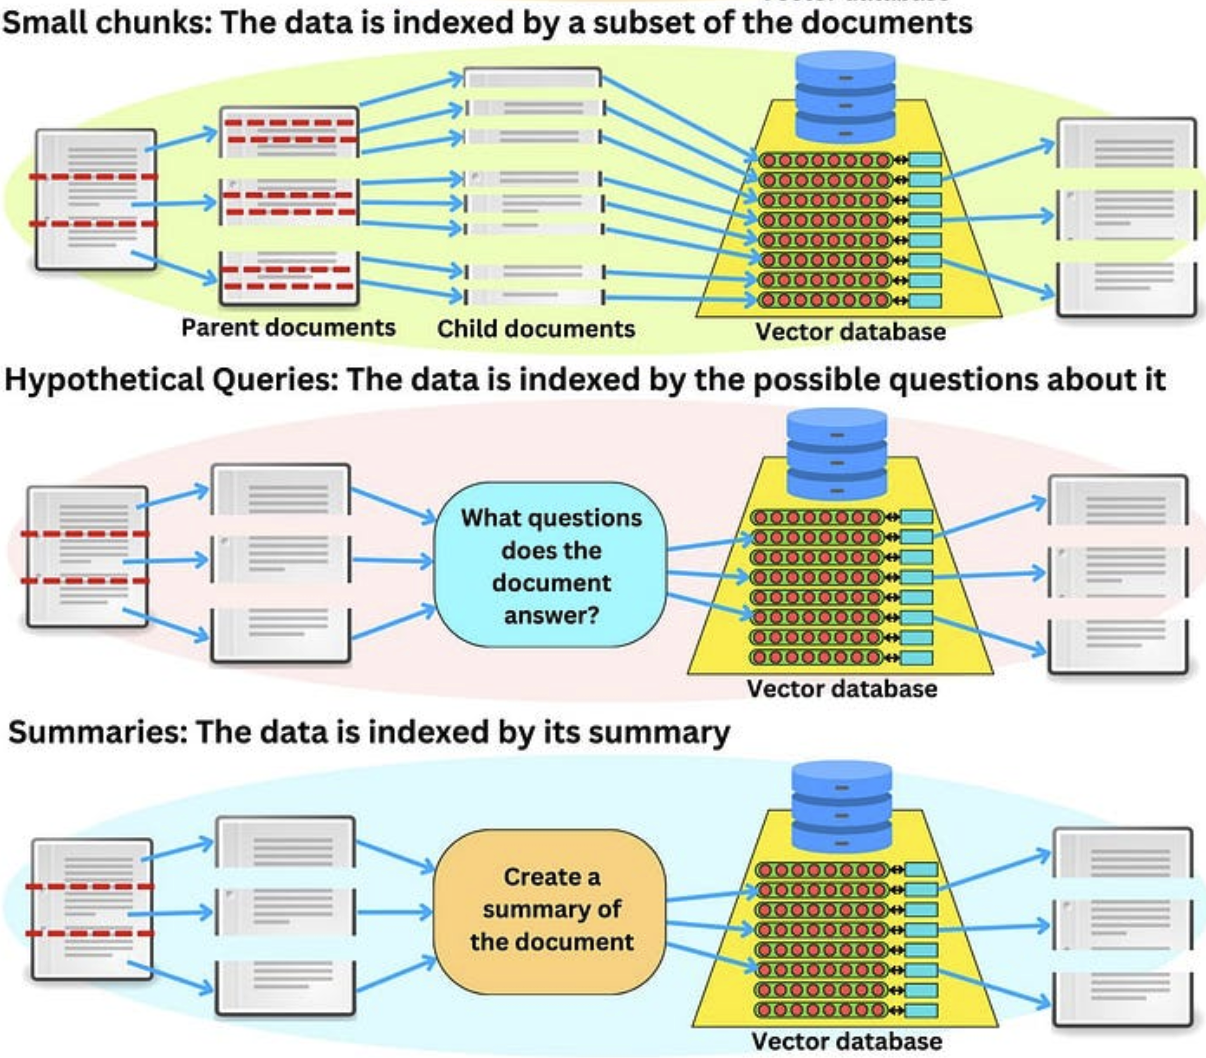 Small chunks: The data is indexed by a subset of the documents
Parent documents
Child documents
Vector database
Hypothetical Queries: The data is indexed by the possible questions about it
What questions
does the
document
answer?
Vector database
Summaries: The data is indexed by its summary
Create a
summary of
the document
Vector database